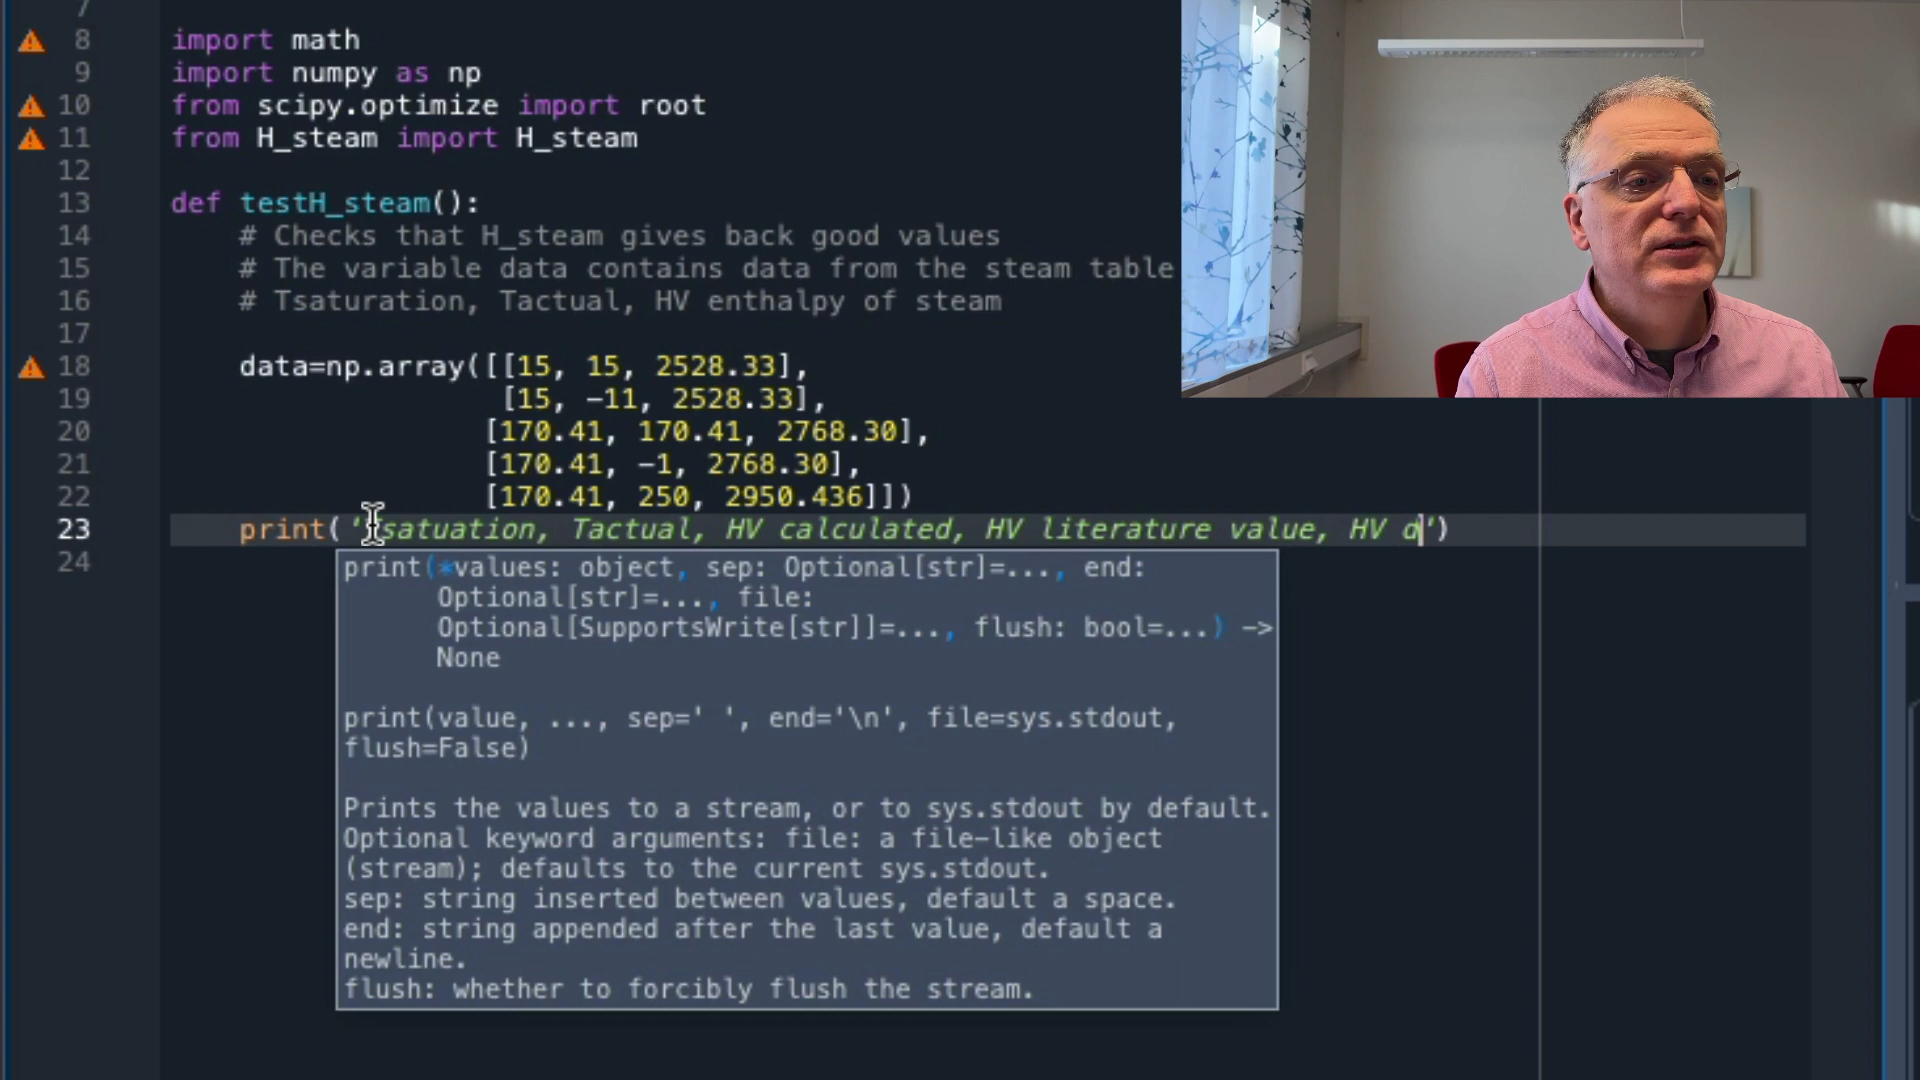 7
8 import math
9 import numpy as np
10 from scipy.optimize import root
11 from H_steam import H_steam
12
13 def testH_steam():
14 # Checks that H_steam gives back good values
15 # The variable data contains data from the steam table
16 # Tsaturation, Tactual, HV enthalpy of steam
17
18 data=np.array([[15, 15, 2528.33],
19 [15, -11, 2528.33],
20 [170.41, 170.41, 2768.30],
21 [170.41, -1, 2768.30],
22 [170.41, 250, 2950.436]])
23 print('Tsatuation, Tactual, HV calculated, HV literature value, HV d')
24
print(*values: object, sep: Optional[str]=..., end:
Optional[str]=..., file:
Optional[SupportsWrite[str]]=..., flush: bool=...) ->
None
print(value, ..., sep=' ', end='\n', file=sys.stdout,
flush=False)
Prints the values to a stream, or to sys.stdout by default.
Optional keyword arguments: file: a file-like object
(stream); defaults to the current sys.stdout.
sep: string inserted between values, default a space.
end: string appended after the last value, default a
newline.
flush: whether to forcibly flush the stream.